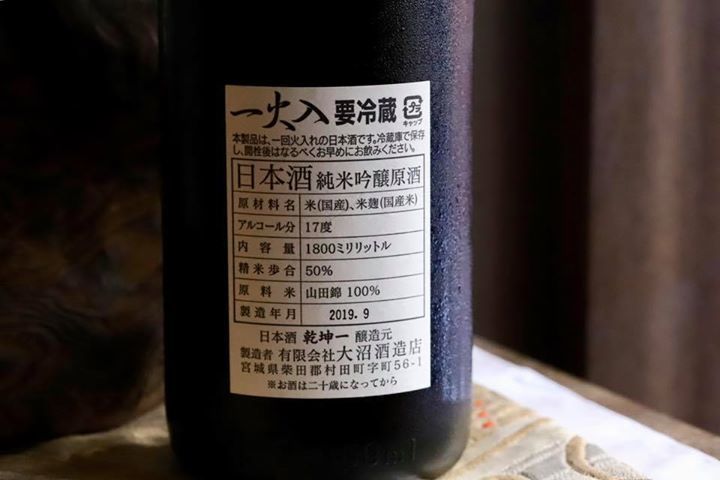 一火入 要冷蔵 プラ
キャップ
本製品は、一回火入れの日本酒です。冷蔵庫で保存
し、開栓後はなるべくお早めにお飲みください。
日本酒 純米吟醸原酒
原材料名 米(国産)、米麹(国産米)
アルコール分 17度
内容量 1800ミリリットル
精米歩合 50%
原料米 山田錦 100%
製造年月 2019. 9
日本酒 乾坤一 醸造元
製造者 有限会社大沼酒造店
宮城県柴田郡村田町字町56-1
※お酒は二十歳になってから